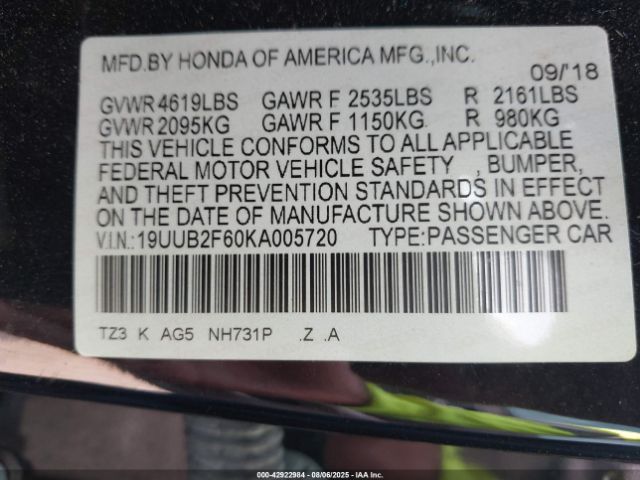 MFD.BY HONDA OF AMERICA MFG.,INC.
09/'18
GVWR 4619LBS GAWR F 2535LBS R 2161LBS
GVWR 2095KG GAWR F 1150KG R 980KG
THIS VEHICLE CONFORMS TO ALL APPLICABLE
FEDERAL MOTOR VEHICLE SAFETY , BUMPER,
AND THEFT PREVENTION STANDARDS IN EFFECT
ON THE DATE OF MANUFACTURE SHOWN ABOVE.
V.I.N.:19UUB2F60KA005720 TYPE:PASSENGER CAR
TZ3 K AG5 NH731P .Z .A
000-42922984 - 08/06/2025 - IAA Inc.